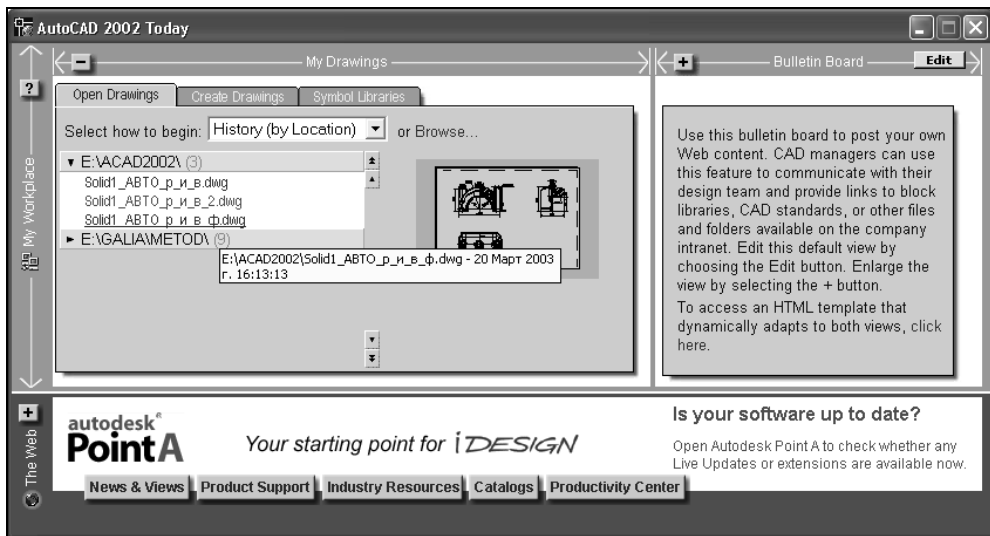 AutoCAD 2002 Today
My Drawings
Bulletin Board
Edit
Open Drawings
Create Drawings
Symbol Libraries
Select how to begin: History (by Location) or Browse...
E:\ACAD2002\ (3)
Solid1_АВТО_р_и_в.dwg
Solid1_АВТО_р_и_в_2.dwg
Solid1_АВТО_р_и_в_ф.dwg
E:\GALIA\METOD\ (9)
E:\ACAD2002\Solid1_АВТО_р_и_в_ф.dwg - 20 Март 2003
г. 16:13:13
Use this bulletin board to post your own
Web content. CAD managers can use
this feature to communicate with their
design team and provide links to block
libraries, CAD standards, or other files
and folders available on the company
intranet. Edit this default view by
choosing the Edit button. Enlarge the
view by selecting the + button.
To access an HTML template that
dynamically adapts to both views, click
here.
My Workplace
The Web
autodesk®
Point A
Your starting point for iDESIGN
Is your software up to date?
Open Autodesk Point A to check whether any
Live Updates or extensions are available now.
News & Views
Product Support
Industry Resources
Catalogs
Productivity Center